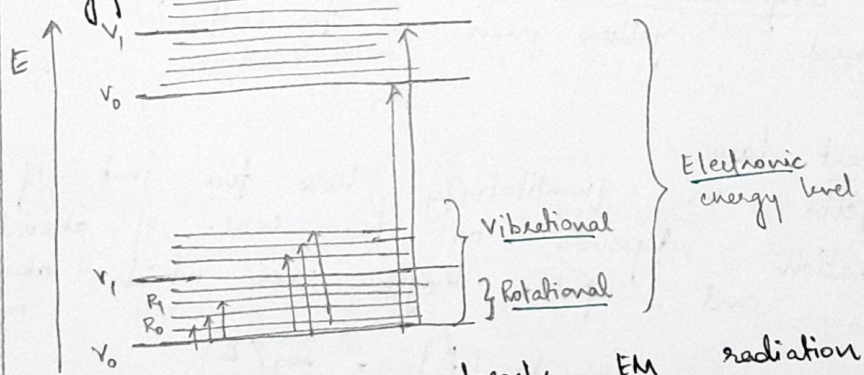 V₁
E
V₀
Electronic
energy level
Vibrational
V₁
R₁
Rotational
R₀
V₀
EM radiation